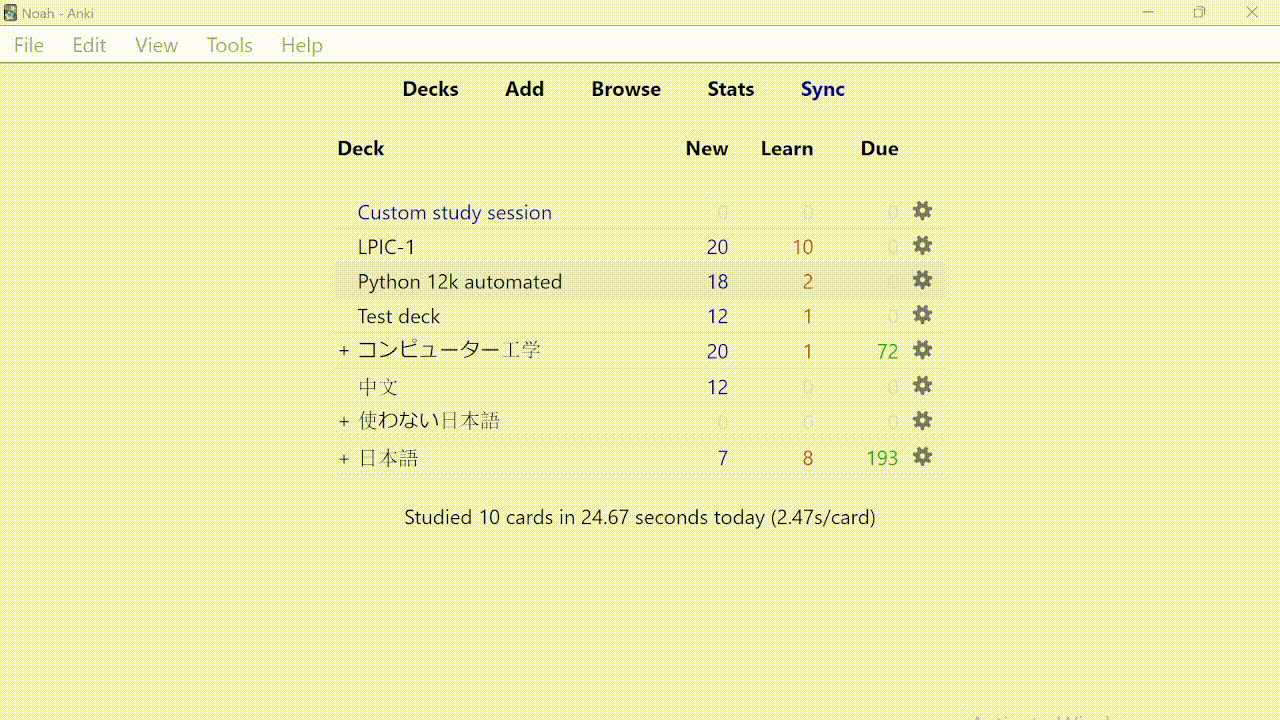 Noah - Anki
File Edit View Tools Help
Decks Add Browse Stats Sync
Deck New Learn Due
Custom study session 0 0 0
LPIC-1 20 10 0
Python 12k automated 18 2 0
Test deck 12 1 0
+ コンピューター工学 20 1 72
中文 12 0 0
+ 使わない日本語 0 0 0
+ 日本語 7 8 193
Studied 10 cards in 24.67 seconds today (2.47s/card)